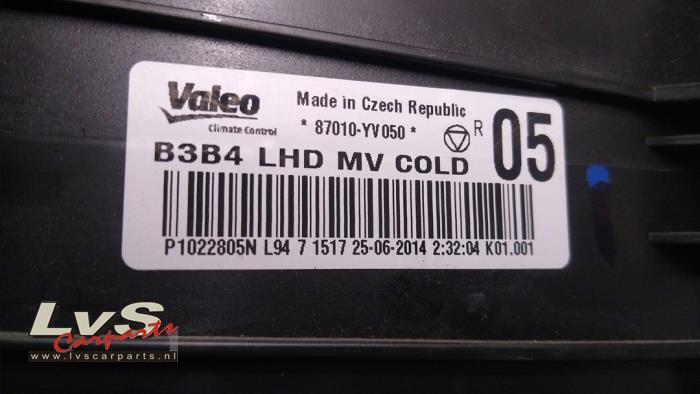 Valeo
Climate Control
Made in Czech Republic
* 87010-YV050 *
R
05
B3B4 LHD MV COLD
P1022805N L94 7 1517 25-06-2014 2:32:04 K01.001
LvS
Carparts
www.lvscarparts.nl